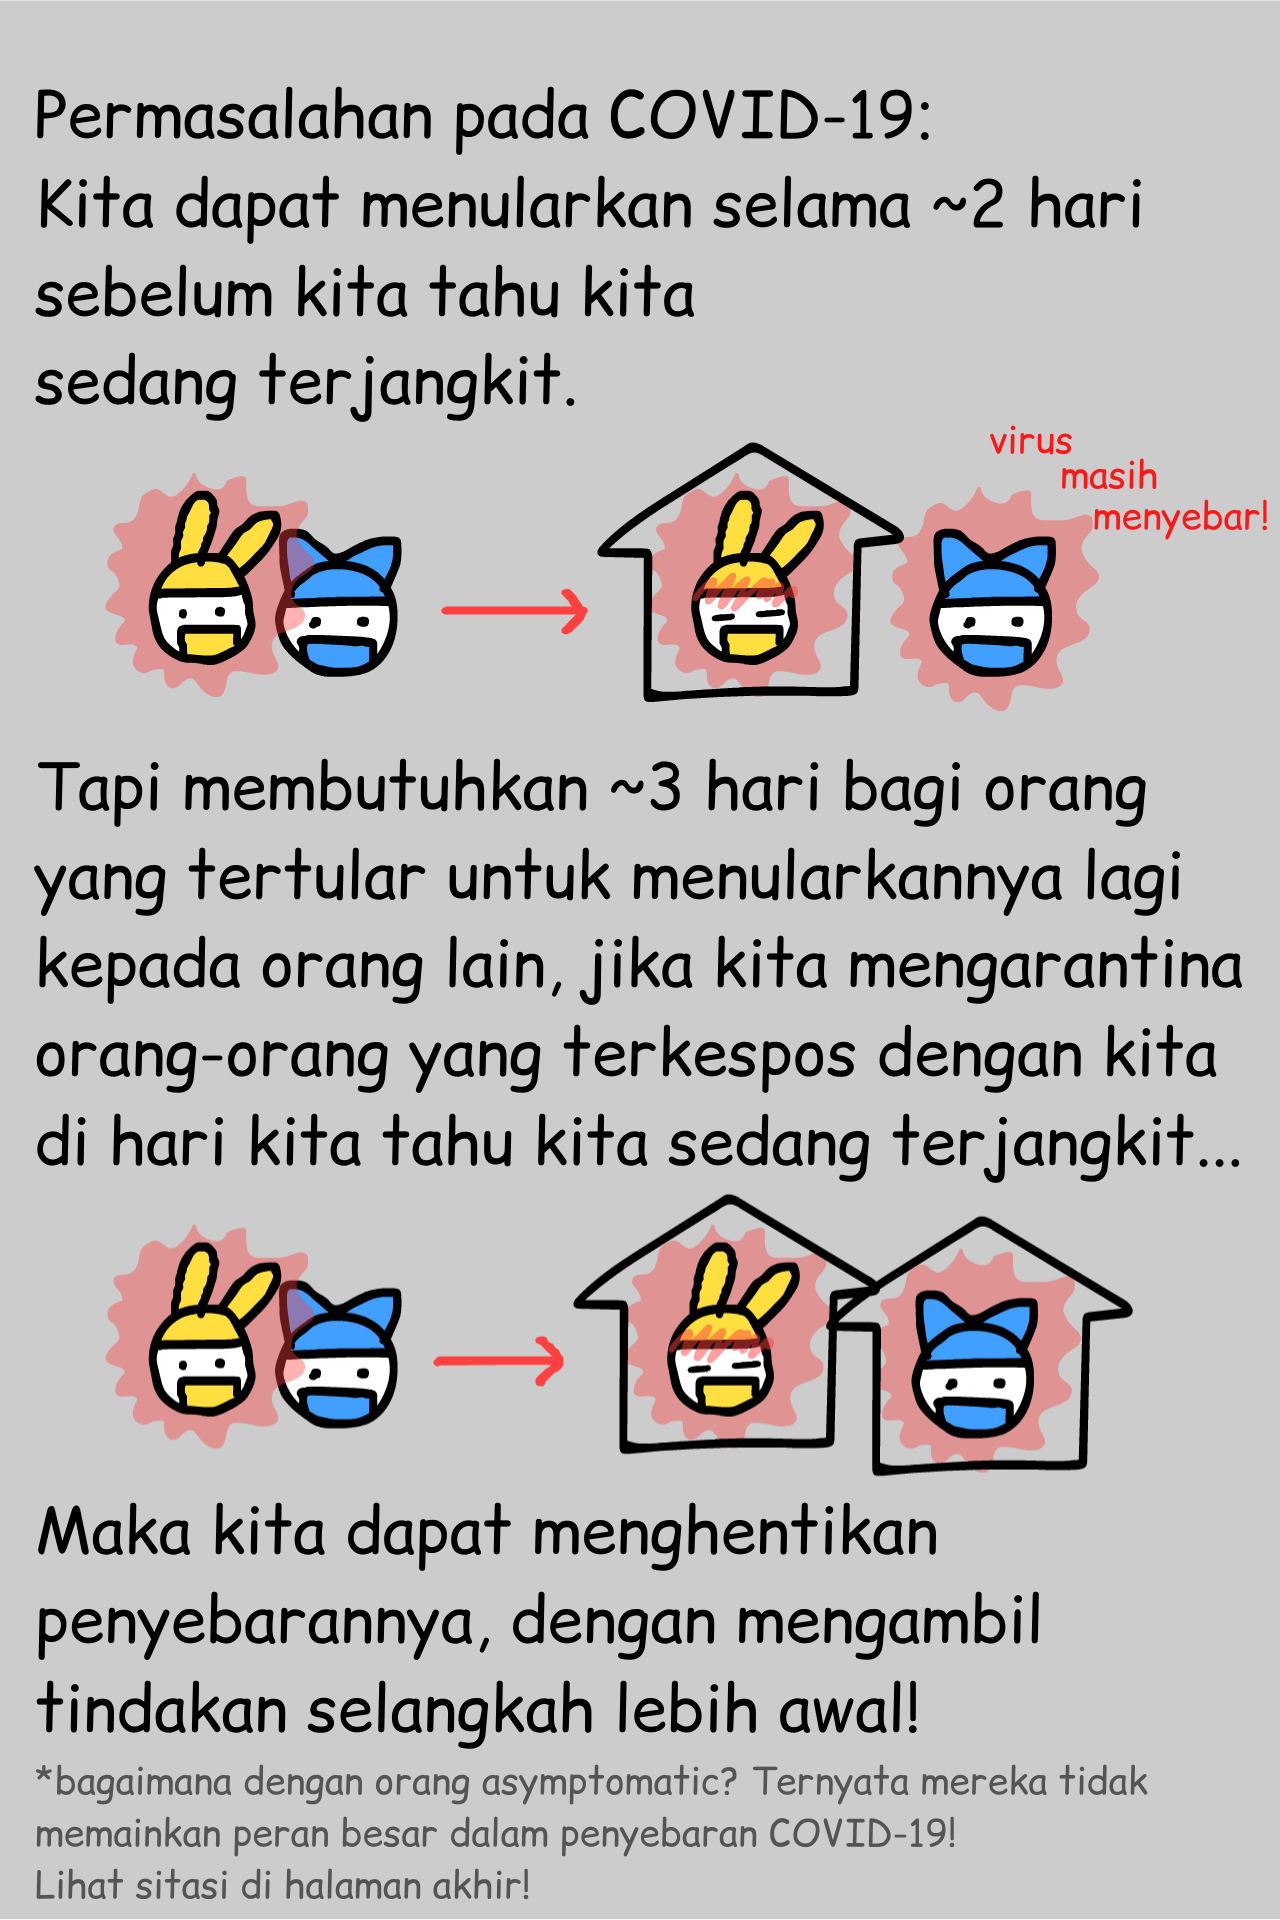 Permasalahan pada COVID-19:
Kita dapat menularkan selama ~2 hari
sebelum kita tahu kita
sedang terjangkit.
virus
masih
menyebar!
Tapi membutuhkan ~3 hari bagi orang
yang tertular untuk menularkannya lagi
kepada orang lain, jika kita mengarantina
orang-orang yang terkespos dengan kita
di hari kita tahu kita sedang terjangkit...
Maka kita dapat menghentikan
penyebarannya, dengan mengambil
tindakan selangkah lebih awal!
*bagaimana dengan orang asymptomatic? Ternyata mereka tidak
memainkan peran besar dalam penyebaran COVID-19!
Lihat sitasi di halaman akhir!